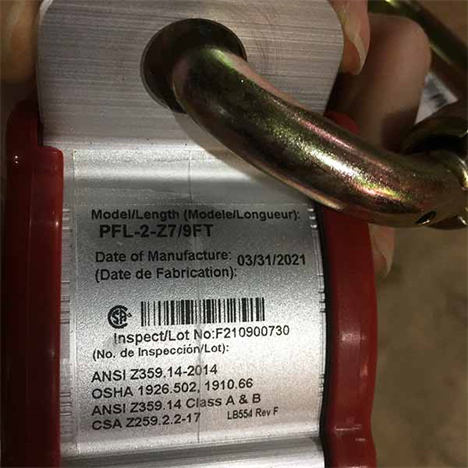 Model/Length (Modele/Longueur):
PFL-2-Z7/9FT
Date of Manufacture: 03/31/2021
(Date de Fabrication):
Inspect/Lot No:F210900730
(No. de Inspección/Lot):
ANSI Z359.14-2014
OSHA 1926.502, 1910.66
ANSI Z359.14 Class A & B
CSA Z259.2.2-17 LB554 Rev F